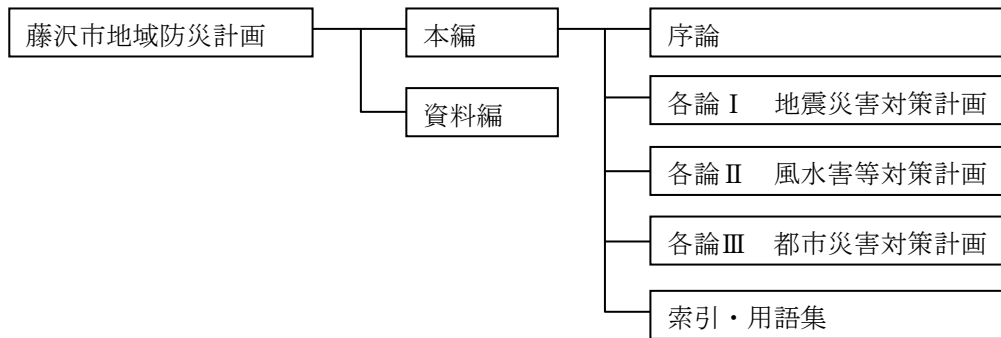 藤沢市地域防災計画
本編
資料編
序論
各論Ⅰ 地震災害対策計画
各論Ⅱ 風水害等対策計画
各論Ⅲ 都市災害対策計画
索引・用語集